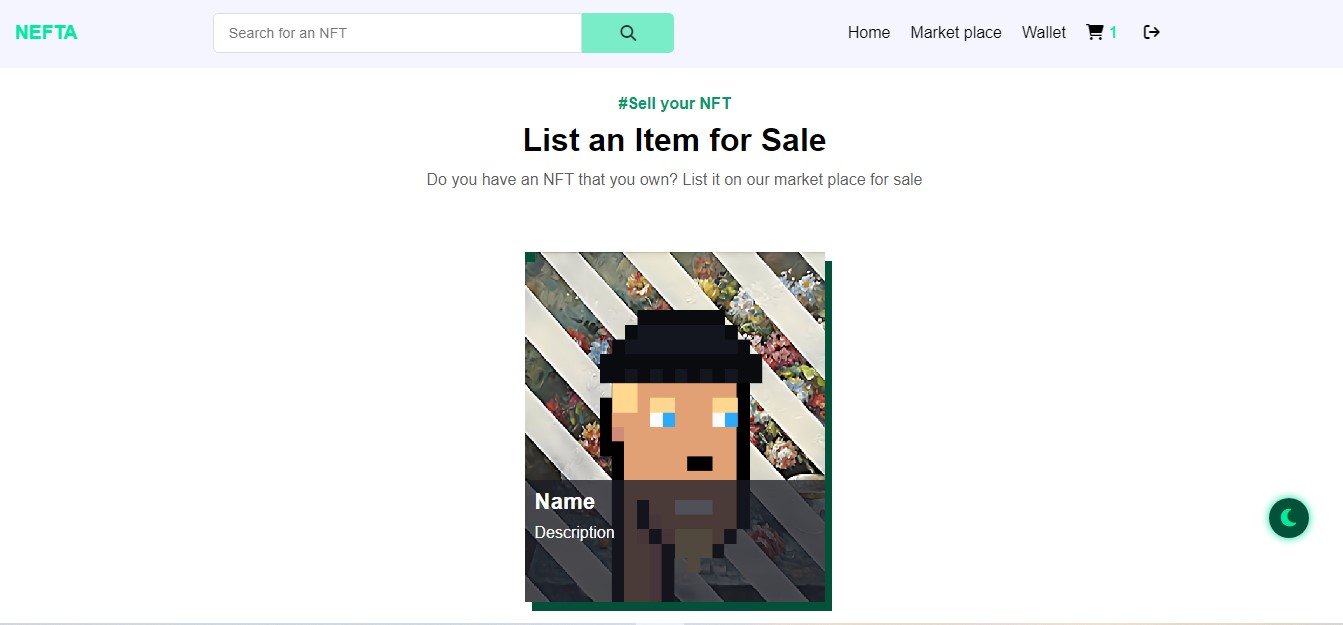 NEFTA
Search for an NFT
Home
Market place
Wallet
1
#Sell your NFT
List an Item for Sale
Do you have an NFT that you own? List it on our market place for sale
Name
Description